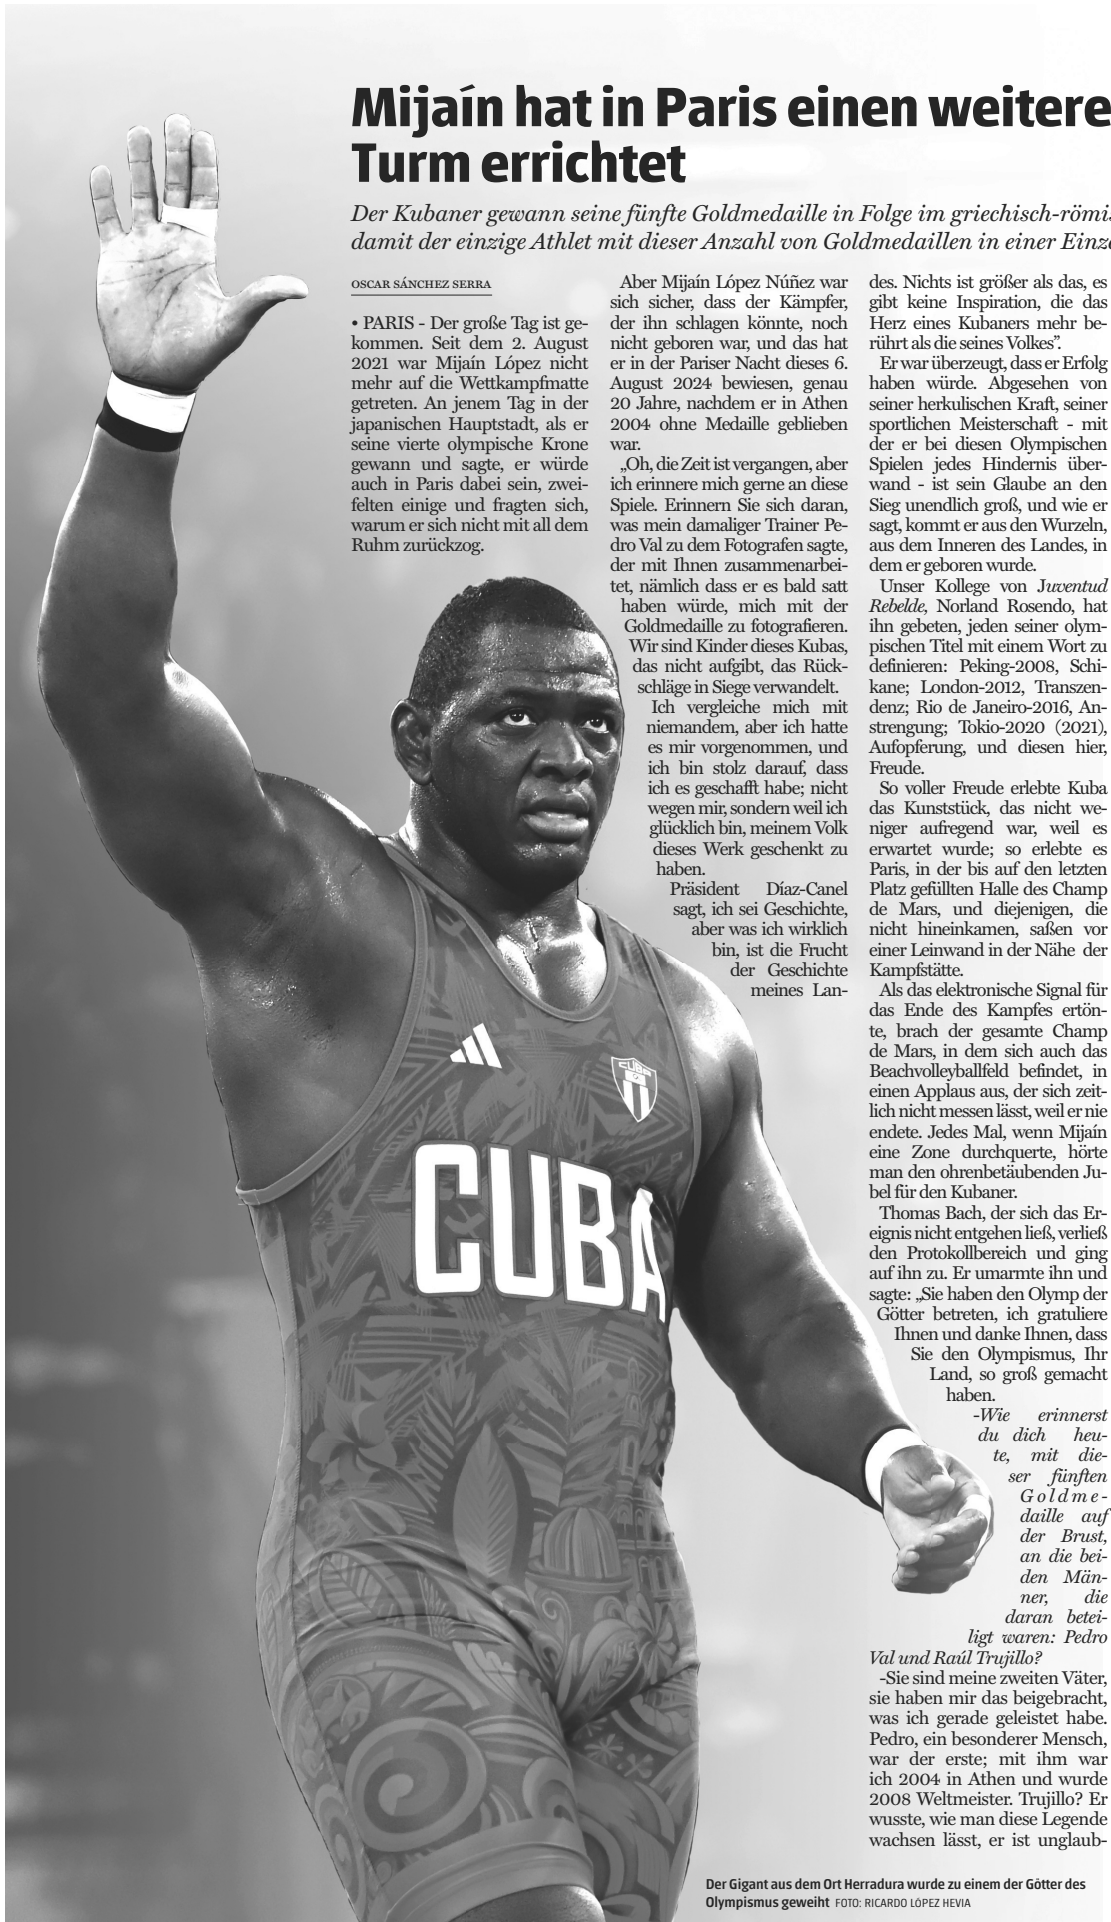 Mijaín hat in Paris einen weitere
Turm errichtet
Der Kubaner gewann seine fünfte Goldmedaille in Folge im griechisch-römis
damit der einzige Athlet mit dieser Anzahl von Goldmedaillen in einer Einze
OSCAR SÁNCHEZ SERRA
• PARIS - Der große Tag ist ge-
kommen. Seit dem 2. August
2021 war Mijaín López nicht
mehr auf die Wettkampfmatte
getreten. An jenem Tag in der
japanischen Hauptstadt, als er
seine vierte olympische Krone
gewann und sagte, er würde
auch in Paris dabei sein, zwei-
felten einige und fragten sich,
warum er sich nicht mit all dem
Ruhm zurückzog.
Aber Mijaín López Núñez war
sich sicher, dass der Kämpfer,
der ihn schlagen könnte, noch
nicht geboren war, und das hat
er in der Pariser Nacht dieses 6.
August 2024 bewiesen, genau
20 Jahre, nachdem er in Athen
2004 ohne Medaille geblieben
war.
„Oh, die Zeit ist vergangen, aber
ich erinnere mich gerne an diese
Spiele. Erinnern Sie sich daran,
was mein damaliger Trainer Pe-
dro Val zu dem Fotografen sagte,
der mit Ihnen zusammenarbei-
tet, nämlich dass er es bald satt
haben würde, mich mit der
Goldmedaille zu fotografieren.
Wir sind Kinder dieses Kubas,
das nicht aufgibt, das Rück-
schläge in Siege verwandelt.
Ich vergleiche mich mit
niemandem, aber ich hatte
es mir vorgenommen, und
ich bin stolz darauf, dass
ich es geschafft habe; nicht
wegen mir, sondern weil ich
glücklich bin, meinem Volk
dieses Werk geschenkt zu
haben.
Präsident Díaz-Canel
sagt, ich sei Geschichte,
aber was ich wirklich
bin, ist die Frucht
der Geschichte
meines Lan-
des. Nichts ist größer als das, es
gibt keine Inspiration, die das
Herz eines Kubaners mehr be-
rührt als die seines Volkes”.
Er war überzeugt, dass er Erfolg
haben würde. Abgesehen von
seiner herkulischen Kraft, seiner
sportlichen Meisterschaft - mit
der er bei diesen Olympischen
Spielen jedes Hindernis über-
wand - ist sein Glaube an den
Sieg unendlich groß, und wie er
sagt, kommt er aus den Wurzeln,
aus dem Inneren des Landes, in
dem er geboren wurde.
Unser Kollege von Juventud
Rebelde, Norland Rosendo, hat
ihn gebeten, jeden seiner olym-
pischen Titel mit einem Wort zu
definieren: Peking-2008, Schi-
kane; London-2012, Transzen-
denz; Rio de Janeiro-2016, An-
strengung; Tokio-2020 (2021),
Aufopferung, und diesen hier,
Freude.
So voller Freude erlebte Kuba
das Kunststück, das nicht we-
niger aufregend war, weil es
erwartet wurde; so erlebte es
Paris, in der bis auf den letzten
Platz gefüllten Halle des Champ
de Mars, und diejenigen, die
nicht hineinkamen, saßen vor
einer Leinwand in der Nähe der
Kampfstätte.
Als das elektronische Signal für
das Ende des Kampfes ertön-
te, brach der gesamte Champ
de Mars, in dem sich auch das
Beachvolleyballfeld befindet, in
einen Applaus aus, der sich zeit-
lich nicht messen lässt, weil er nie
endete. Jedes Mal, wenn Mijaín
eine Zone durchquerte, hörte
man den ohrenbetäubenden Ju-
bel für den Kubaner.
Thomas Bach, der sich das Er-
eignis nicht entgehen ließ, verließ
den Protokollbereich und ging
auf ihn zu. Er umarmte ihn und
sagte: „Sie haben den Olymp der
Götter betreten, ich gratuliere
Ihnen und danke Ihnen, dass
Sie den Olympismus, Ihr
Land, so groß gemacht
haben.
-Wie erinnerst
du dich heu-
te, mit die-
ser fünften
Goldme-
daille auf
der Brust,
an die bei-
den Män-
ner, die
daran betei-
ligt waren: Pedro
Val und Raúl Trujillo?
-Sie sind meine zweiten Väter,
sie haben mir das beigebracht,
was ich gerade geleistet habe.
Pedro, ein besonderer Mensch,
war der erste; mit ihm war
ich 2004 in Athen und wurde
2008 Weltmeister. Trujillo? Er
wusste, wie man diese Legende
wachsen lässt, er ist unglaub-
CUBA
CUBA
Der Gigant aus dem Ort Herradura wurde zu einem der Götter des
Olympismus geweiht FOTO: RICARDO LÓPEZ HEVIA